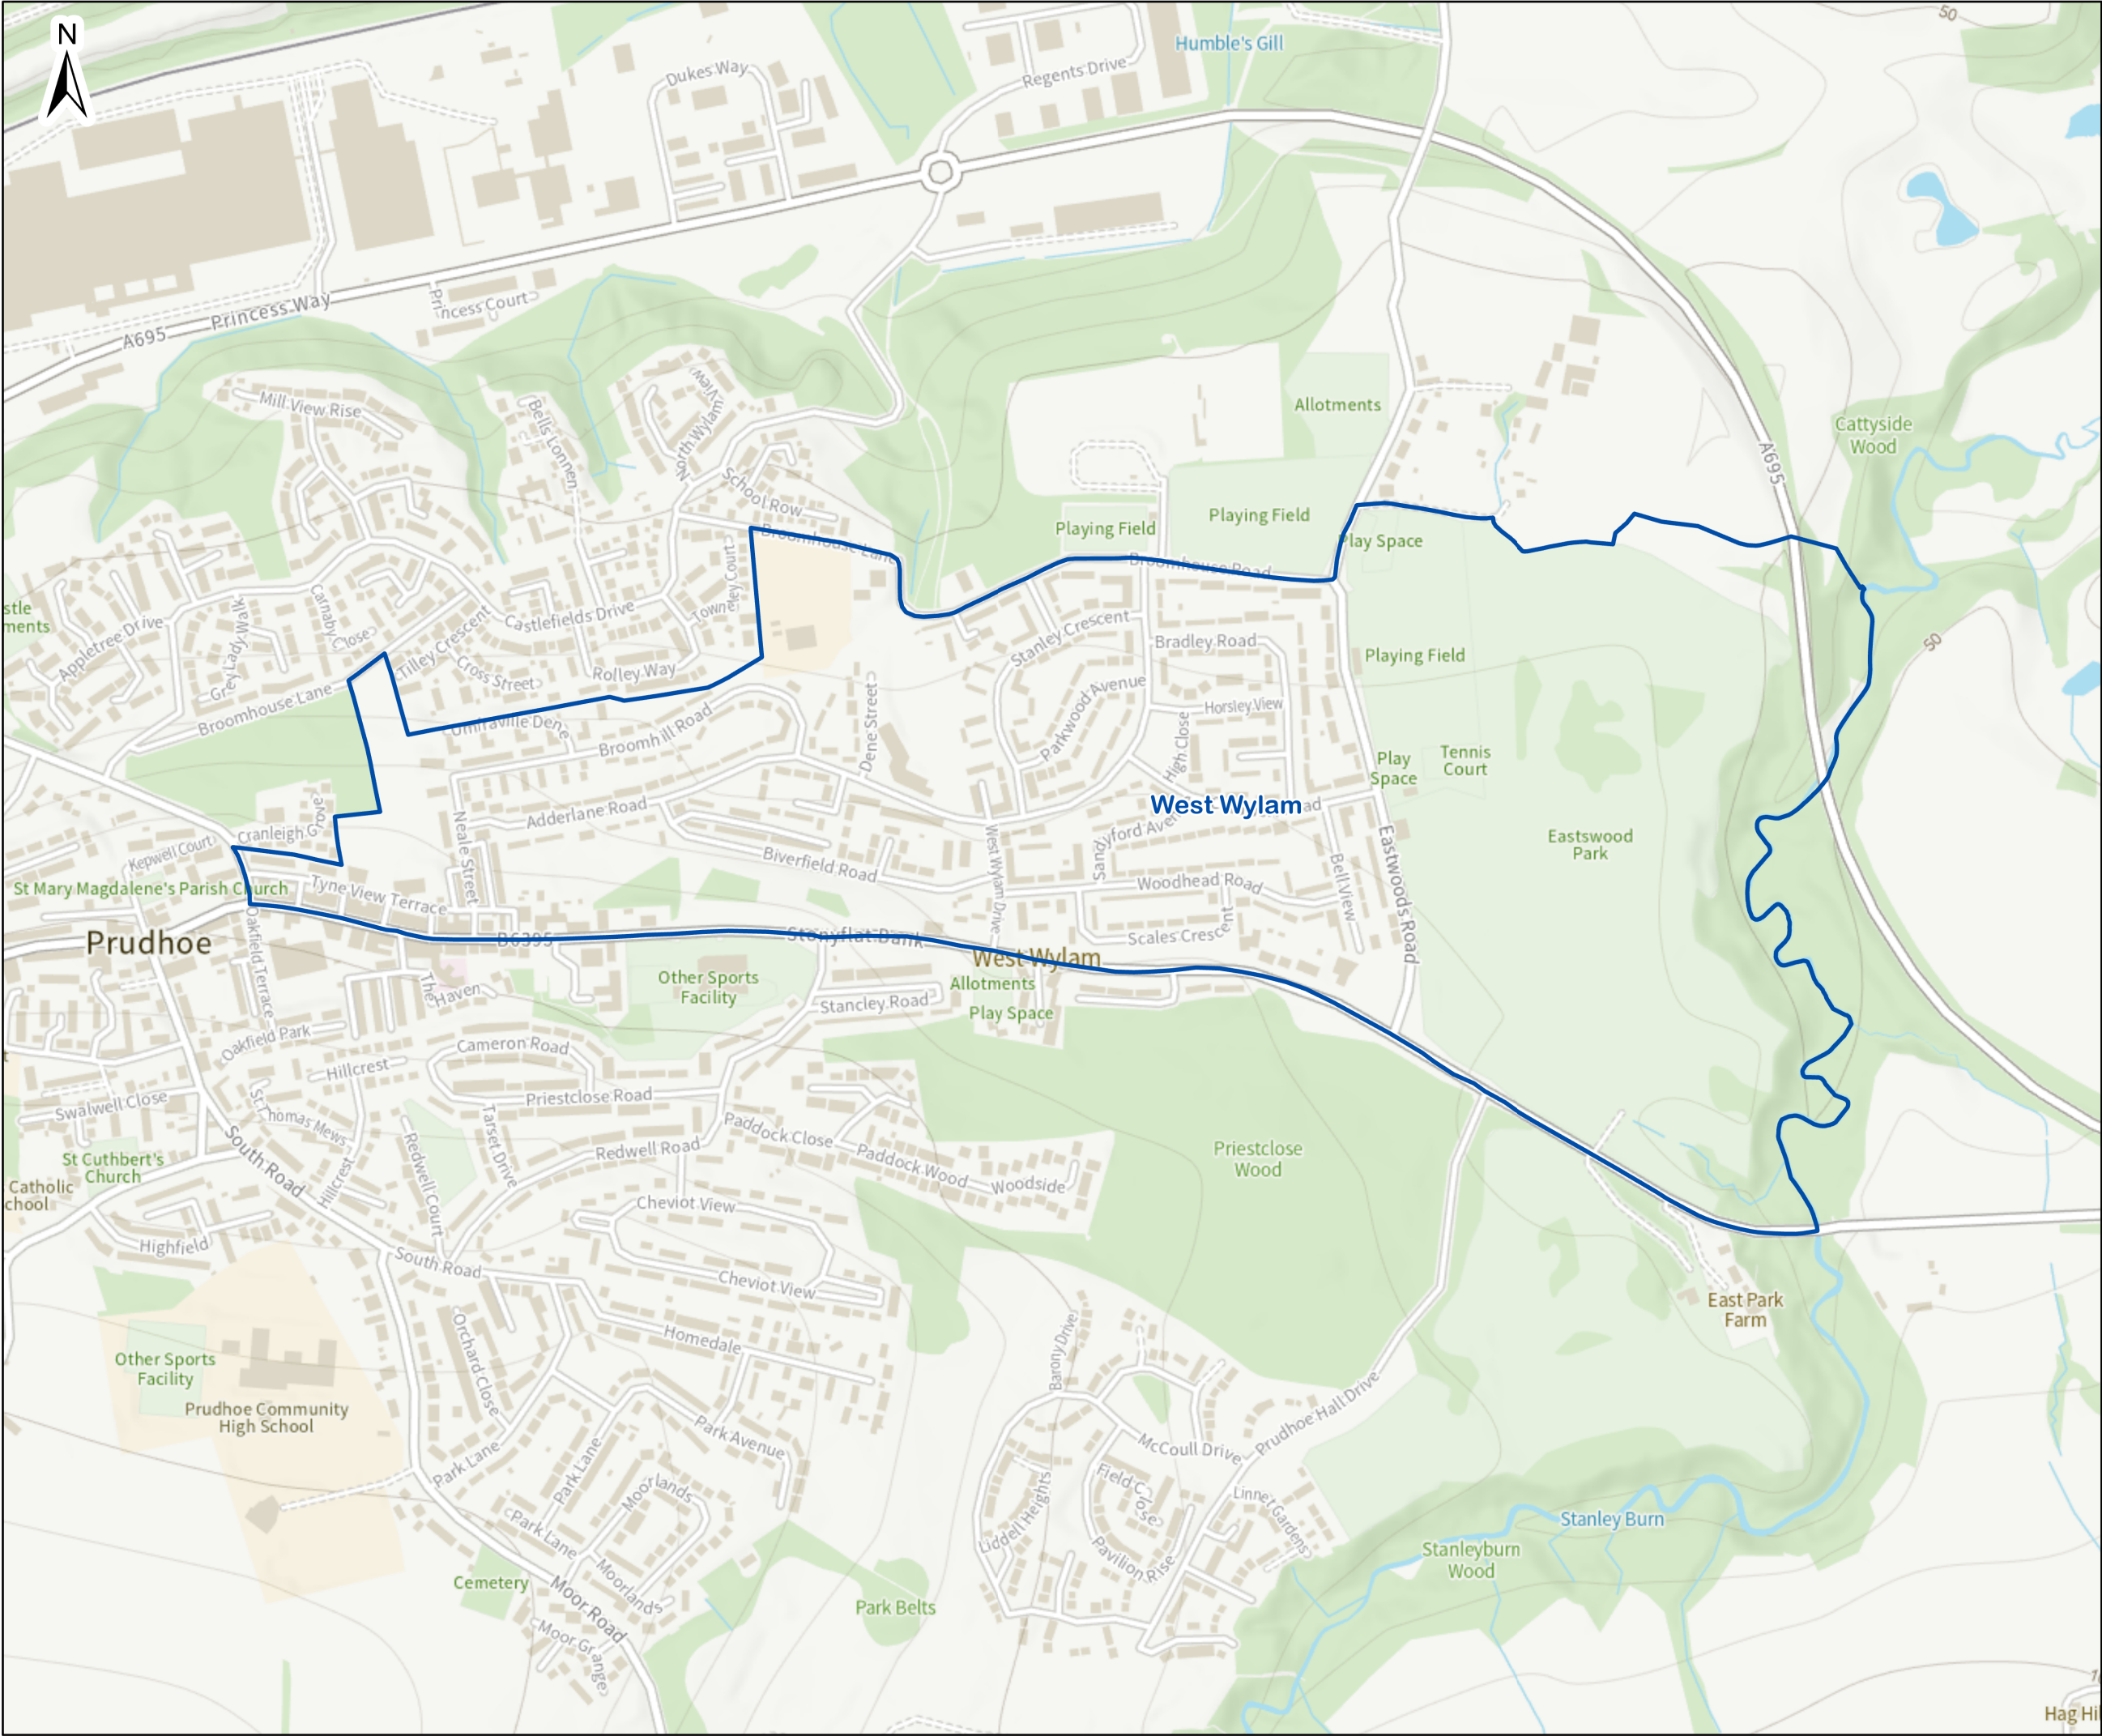 N
50
Humble's Gill
Dukes Way
Regents Drive
Princess Court
Princess Way
A695
Mill View Rise
Bells Lonnen
North Wylam View
School Row
Allotments
Cattyside
Wood
A695
Playing Field
Playing Field
Play Space
Broomhouse Lane
Broomhouse Road
Towneley Court
Castlefields Drive
Carnaby Close
Appletree Drive
Grey Lady Walk
stle
ments
Tilley Crescent
Cross Street
Rolley Way
Stanley Crescent
Bradley Road
Playing Field
50
Broomhouse Lane
Umfraville Dene
Broomhill Road
Dene Street
Parkwood Avenue
Horsley View
High Close
Play
Space
Tennis
Court
West Wylam
ad
Adderlane Road
Neale Street
Cranleigh Grove
Kepwell Court
Biverfield Road
West Wylam Drive
Sandyford Avenue
Eastwoods Road
Eastswood
Park
St Mary Magdalene's Parish Church
Tyne View Terrace
Woodhead Road
Bell View
Prudhoe
Oakfield Terrace
B6395
Stonyflat Bank
Scales Crescent
West Wylam
Other Sports
Facility
Allotments
Play Space
The Haven
Stancley Road
Oakfield Park
Cameron Road
Hillcrest
t
Swalwell Close
Priestclose Road
St Thomas Mews
Tarset Drive
Paddock Close
South Road
Redwell Court
Redwell Road
Paddock Wood
Woodside
Priestclose
Wood
St Cuthbert's
Church
Catholic
chool
Hillcrest
Highfield
Cheviot View
South Road
Cheviot View
East Park
Farm
Orchard Close
Homedale
Barony Drive
Other Sports
Facility
Prudhoe Community
High School
Park Avenue
Prudhoe Hall Drive
McCoull Drive
Park Lane
Park Lane
Moorlands
Field Close
Liddell Heights
Linnet Gardens
Park Lane
Pavilion Rise
Stanley Burn
Stanleyburn
Wood
Cemetery
Moorlands
Moor Road
Park Belts
Moor Grange
Hag Hil